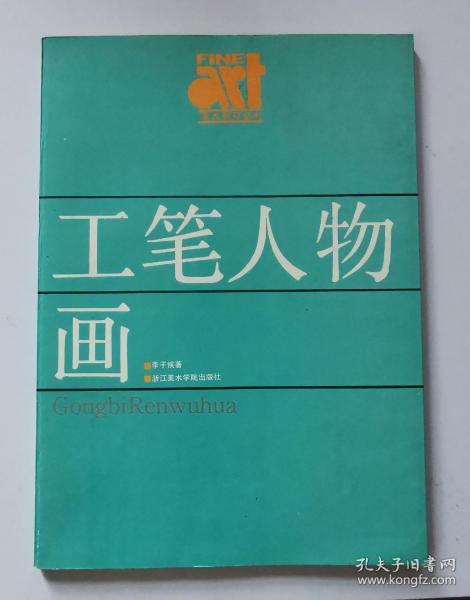 FINE
art
工笔人物
画
李子候著
浙江美术学院出版社
GongbiRenwuhua
孔夫子旧书网
www.kongfz.com